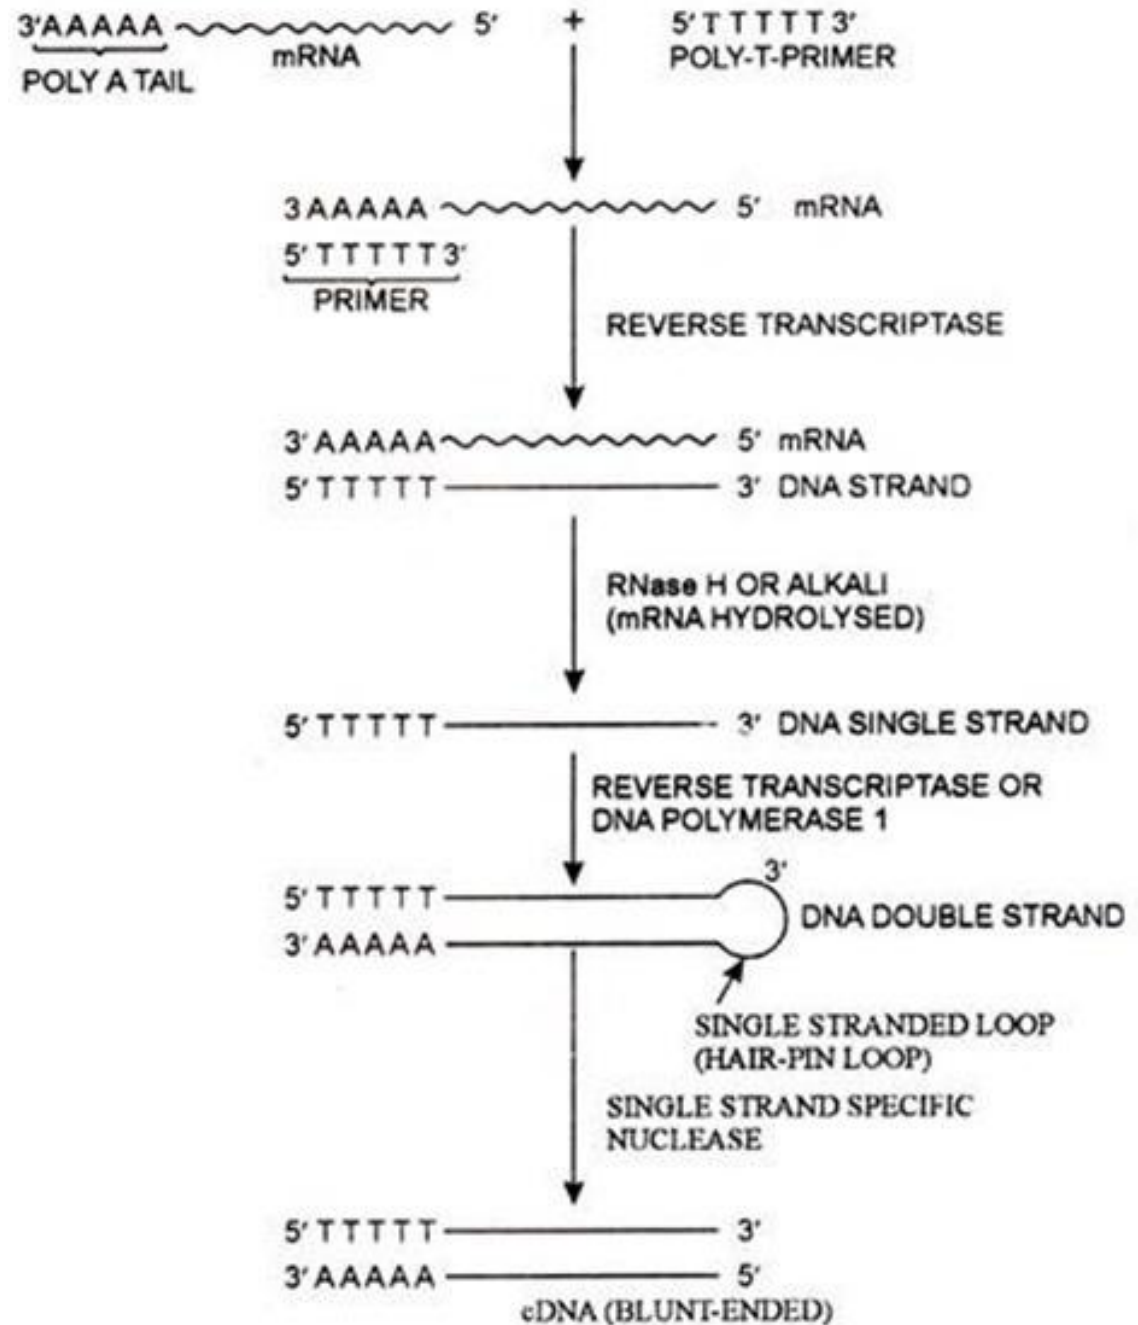 3'AAAAA 5' + 5' T T T T T 3'
mRNA
POLY A TAIL
POLY-T-PRIMER
3 AAAAA 5' mRNA
5' T T T T T 3'
PRIMER
REVERSE TRANSCRIPTASE
3' AAAAA 5' mRNA
5' T T T T T 3' DNA STRAND
RNase H OR ALKALI
(mRNA HYDROLYSED)
5' T T T T T 3' DNA SINGLE STRAND
REVERSE TRANSCRIPTASE OR
DNA POLYMERASE 1
3'
5' T T T T T
DNA DOUBLE STRAND
3' AAAAA
SINGLE STRANDED LOOP
(HAIR-PIN LOOP)
SINGLE STRAND SPECIFIC
NUCLEASE
5' T T T T T 3'
3' AAAAA 5'
cDNA (BLUNT-ENDED)